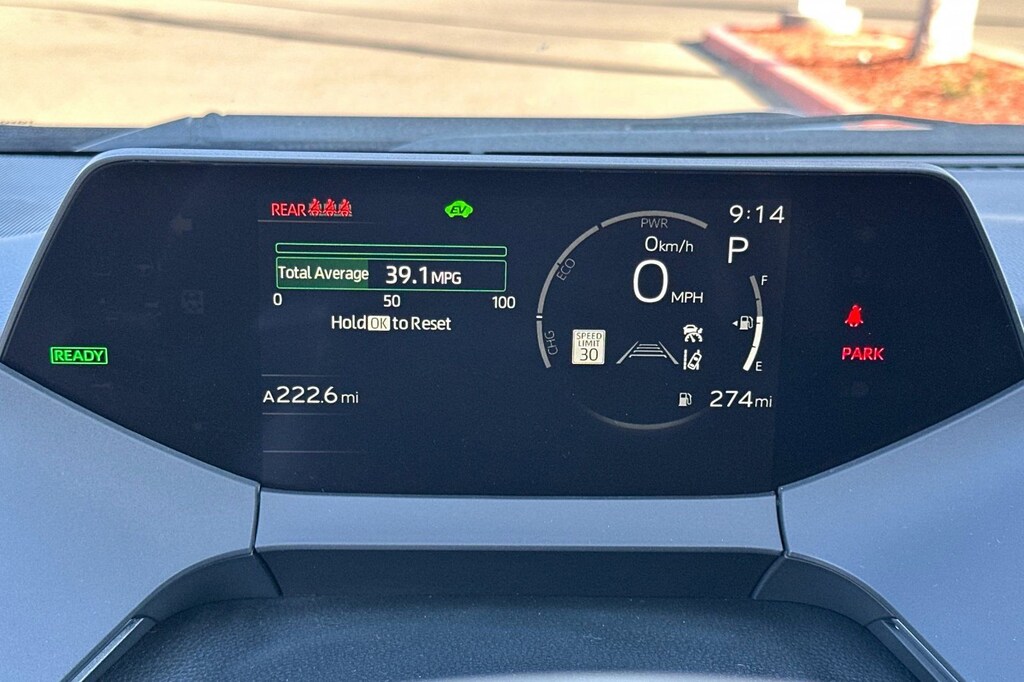 REAR
EV
PWR
9:14
0km/h
P
ECO
0 MPH
F
Total Average 39.1 MPG
0 50 100
Hold OK to Reset
CHG
SPEED
LIMIT
30
E
READY
PARK
A 222.6 mi
274 mi